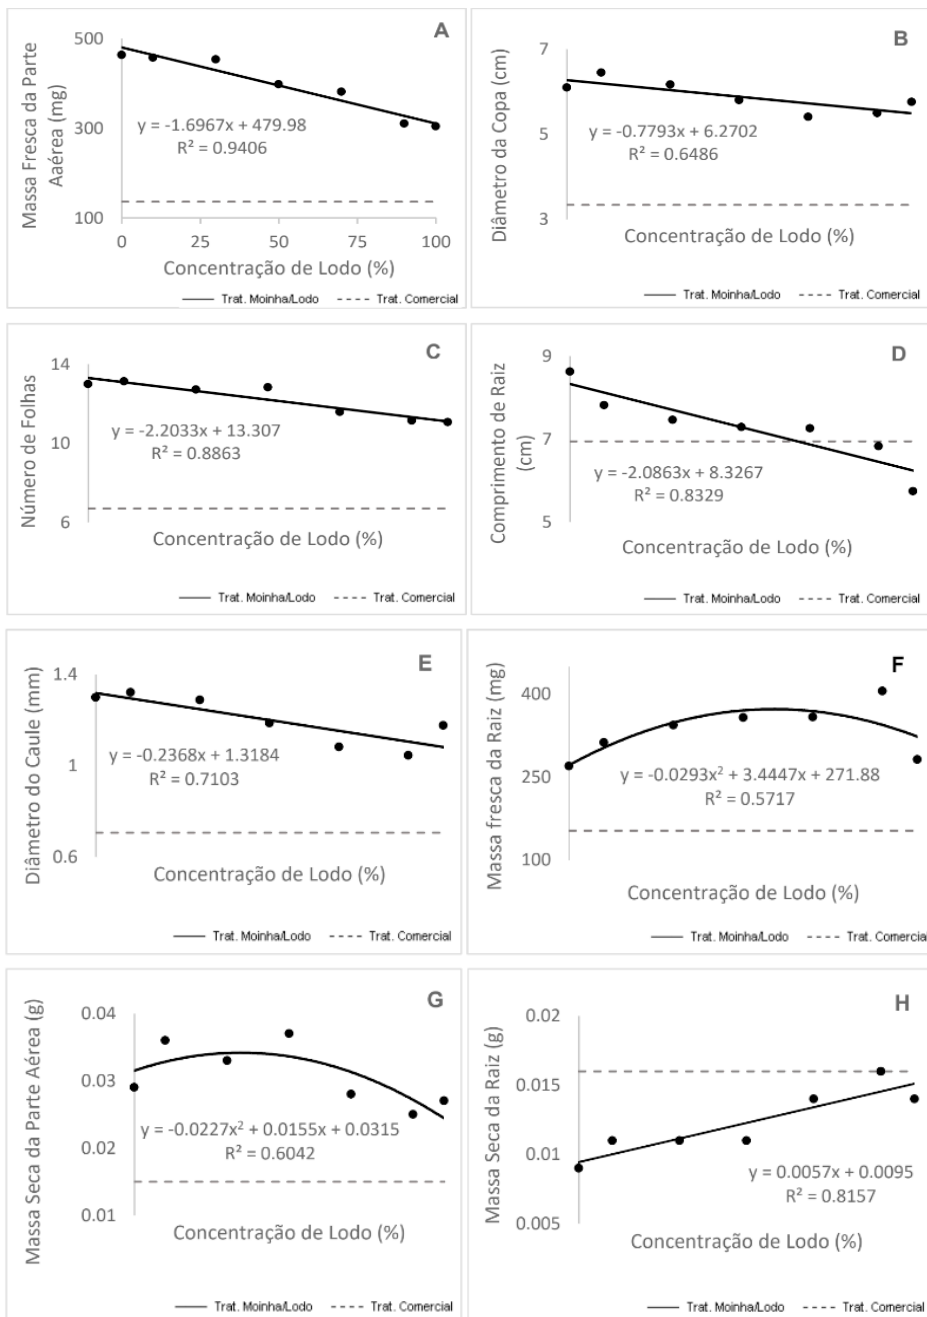 A
Massa Fresca da Parte
Aaérea (mg)
500
300
100
y = -1.6967x + 479.98
R² = 0.9406
0 25 50 75 100
Concentração de Lodo (%)
Trat. Moinha/Lodo Trat. Comercial
B
Diâmetro da Copa (cm)
7
5
3
y = -0.7793x + 6.2702
R² = 0.6486
Concentração de Lodo (%)
Trat. Moinha/Lodo Trat. Comercial
C
Número de Folhas
14
10
6
y = -2.2033x + 13.307
R² = 0.8863
Concentração de Lodo (%)
Trat. Moinha/Lodo Trat. Comercial
D
Comprimento de Raiz
(cm)
9
7
5
y = -2.0863x + 8.3267
R² = 0.8329
Concentração de Lodo (%)
Trat. Moinha/Lodo Trat. Comercial
E
Diâmetro do Caule (mm)
1.4
1
0.6
y = -0.2368x + 1.3184
R² = 0.7103
Concentração de Lodo (%)
Trat. Moinha/Lodo Trat. Comercial
F
Massa fresca da Raiz (mg)
400
250
100
y = -0.0293x² + 3.4447x + 271.88
R² = 0.5717
Concentração de Lodo (%)
Trat. Moinha/Lodo Trat. Comercial
G
Massa Seca da Parte Aérea (g)
0.04
0.03
0.02
0.01
y = -0.0227x² + 0.0155x + 0.0315
R² = 0.6042
Concentração de Lodo (%)
Trat. Moinha/Lodo Trat. Comercial
H
Massa Seca da Raiz (g)
0.02
0.015
0.01
0.005
y = 0.0057x + 0.0095
R² = 0.8157
Concentração de Lodo (%)
Trat. Moinha/Lodo Trat. Comercial